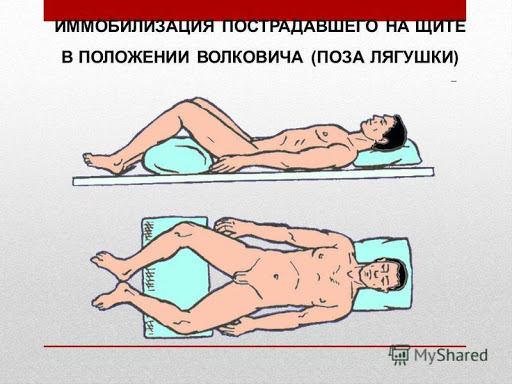 ИММОБИЛИЗАЦИЯ ПОСТРАДАВШЕГО НА ЩИТЕ
В ПОЛОЖЕНИИ ВОЛКОВИЧА (ПОЗА ЛЯГУШКИ)
MyShared